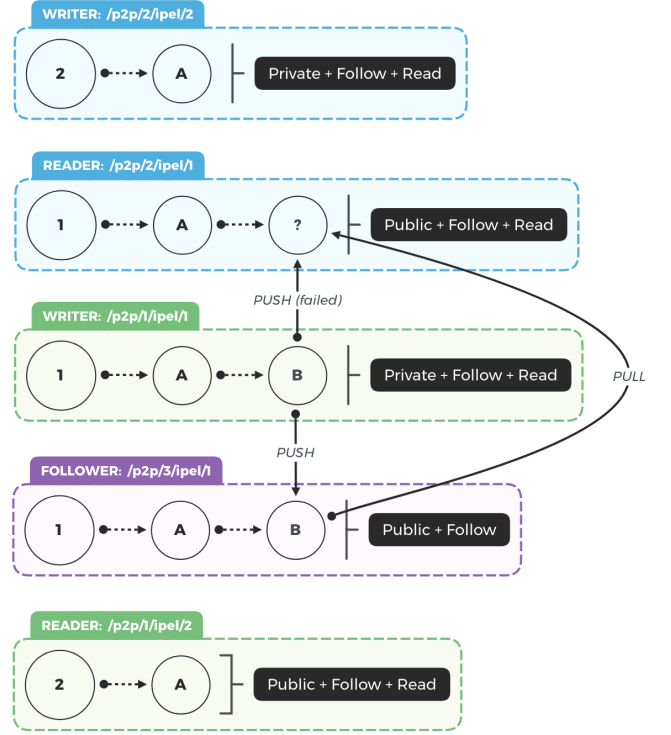 WRITER: /p2p/2/ipel/2
2 A Private + Follow + Read
READER: /p2p/2/ipel/1
1 A ? Public + Follow + Read
PUSH (failed)
WRITER: /p2p/1/ipel/1
1 A B Private + Follow + Read
PULL
PUSH
FOLLOWER: /p2p/3/ipel/1
1 A B Public + Follow
READER: /p2p/1/ipel/2
2 A Public + Follow + Read